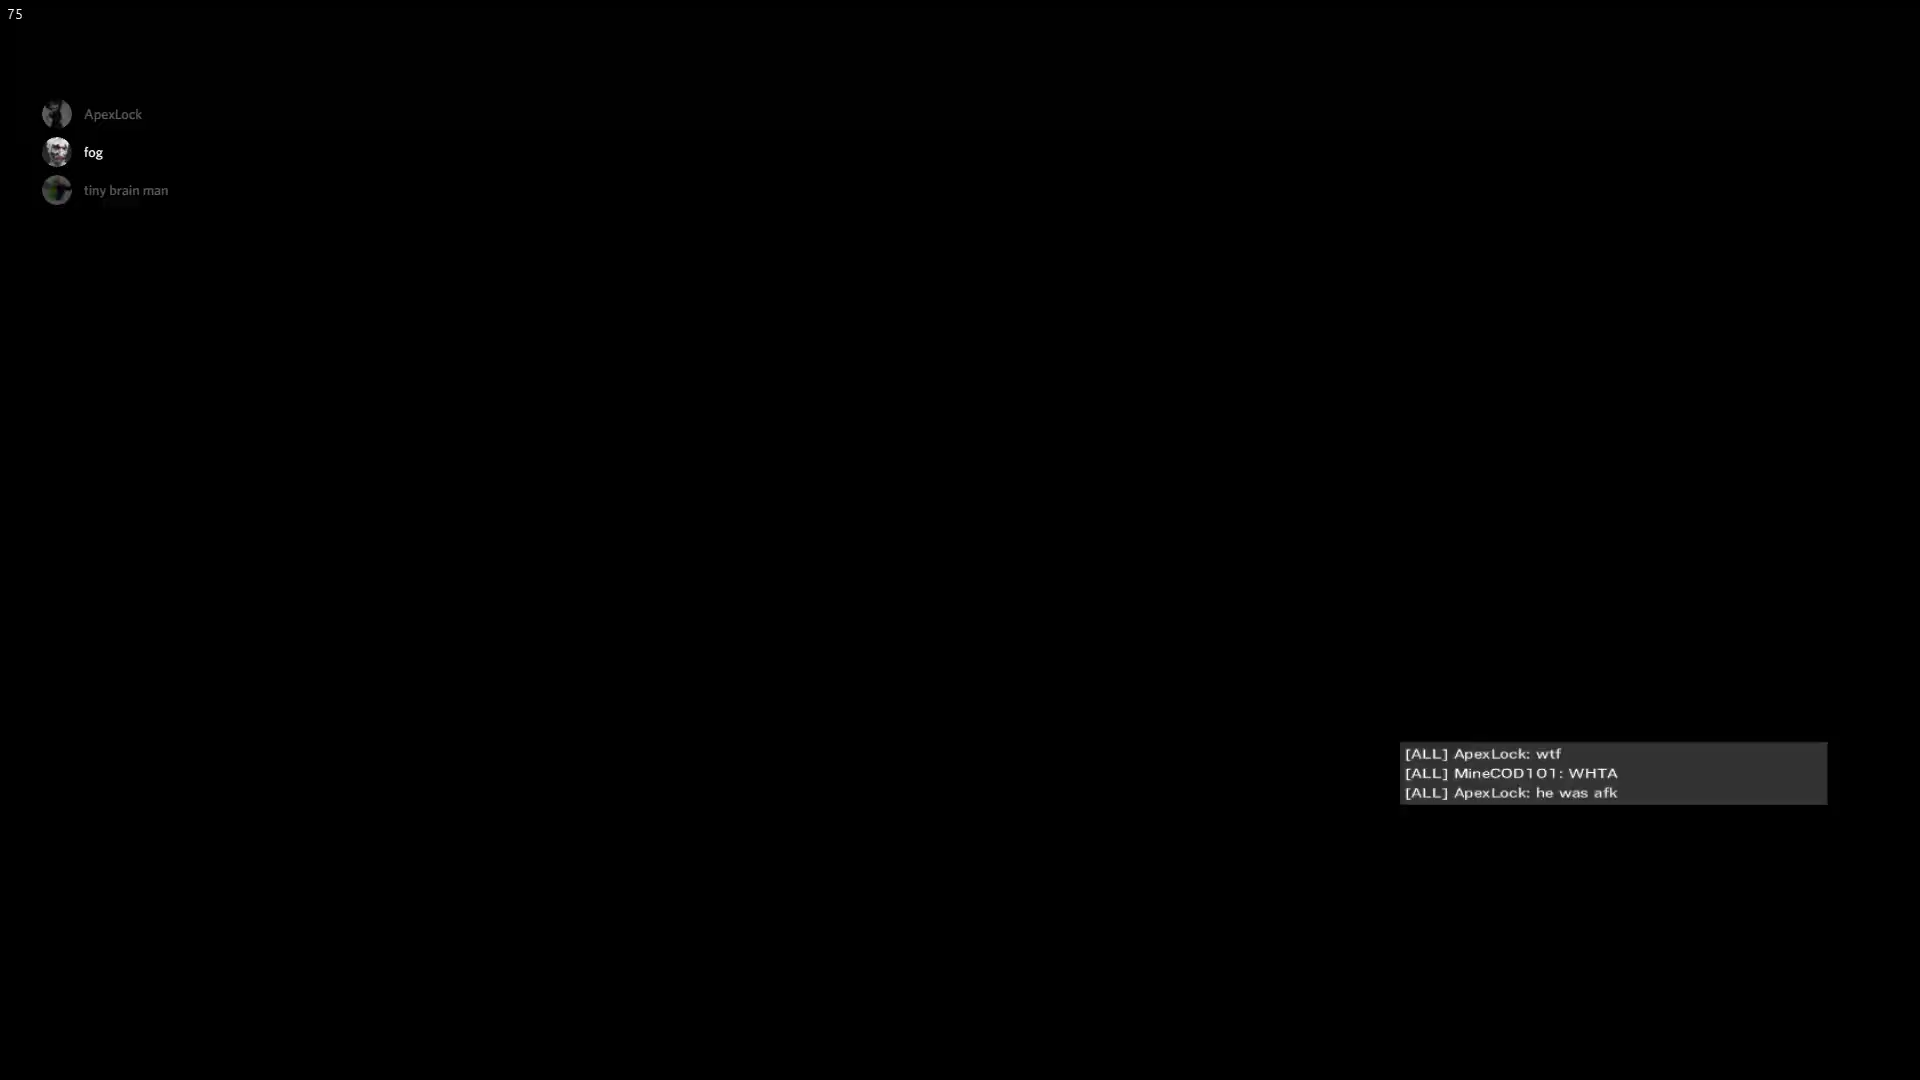 75
ApexLock
fog
tiny brain man
[ALL] ApexLock: wtf
[ALL] MineCOD101: WHTA
[ALL] ApexLock: he was afk